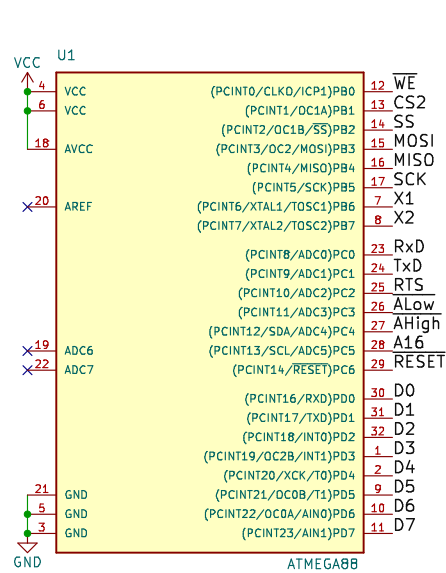 U1
VCC
4 VCC (PCINT0/CLKO/ICP1)PB0 12 WE
6 VCC (PCINT1/OC1A)PB1 13 CS2
(PCINT2/OC1B/SS)PB2 14 SS
18 AVCC (PCINT3/OC2/MOSI)PB3 15 MOSI
(PCINT4/MISO)PB4 16 MISO
(PCINT5/SCK)PB5 17 SCK
20 AREF (PCINT6/XTAL1/TOSC1)PB6 7 X1
(PCINT7/XTAL2/TOSC2)PB7 8 X2
(PCINT8/ADC0)PC0 23 RxD
(PCINT9/ADC1)PC1 24 TxD
(PCINT10/ADC2)PC2 25 RTS
(PCINT11/ADC3)PC3 26 ALow
(PCINT12/SDA/ADC4)PC4 27 AHigh
19 ADC6 (PCINT13/SCL/ADC5)PC5 28 A16
22 ADC7 (PCINT14/RESET)PC6 29 RESET
(PCINT16/RXD)PD0 30 D0
(PCINT17/TXD)PD1 31 D1
(PCINT18/INT0)PD2 32 D2
(PCINT19/OC2B/INT1)PD3 1 D3
(PCINT20/XCK/T0)PD4 2 D4
21 GND (PCINT21/OC0B/T1)PD5 9 D5
5 GND (PCINT22/OC0A/AIN0)PD6 10 D6
3 GND (PCINT23/AIN1)PD7 11 D7
GND
ATMEGA88